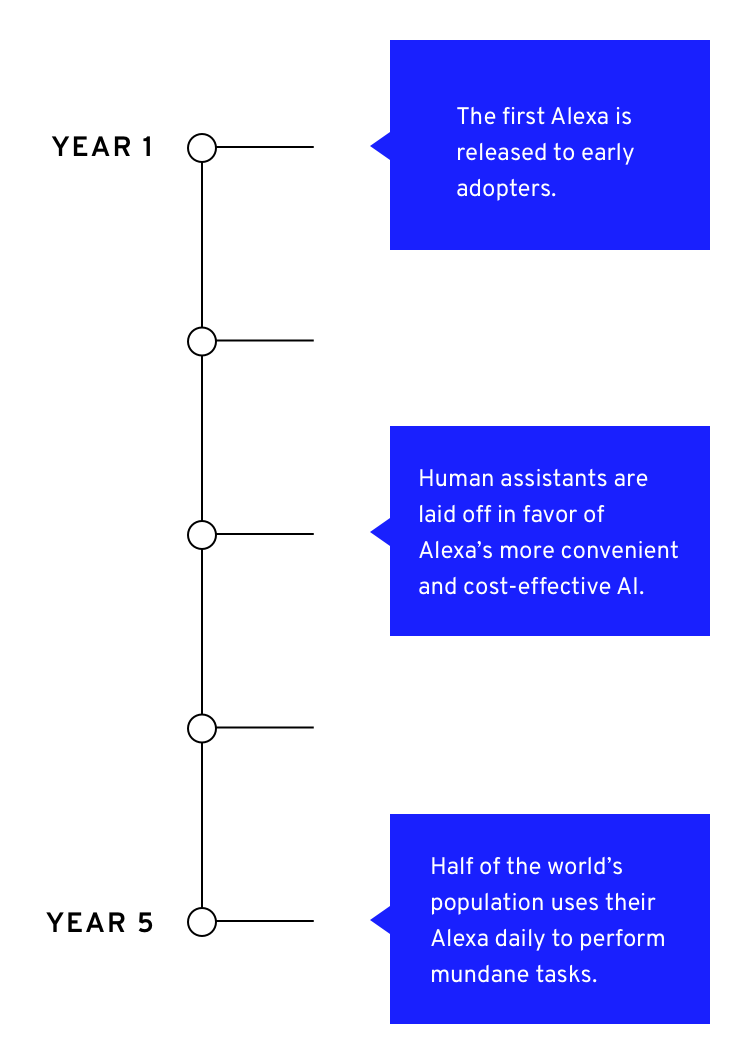 YEAR 1
The first Alexa is
released to early
adopters.
Human assistants are
laid off in favor of
Alexa’s more convenient
and cost-effective AI.
YEAR 5
Half of the world’s
population uses their
Alexa daily to perform
mundane tasks.